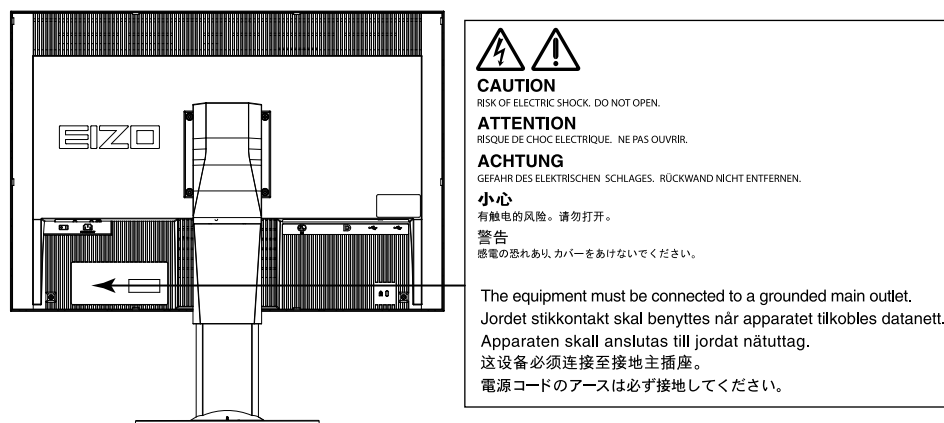 EIZO
CAUTION
RISK OF ELECTRIC SHOCK. DO NOT OPEN.
ATTENTION
RISQUE DE CHOC ELECTRIQUE. NE PAS OUVRIR.
ACHTUNG
GEFAHR DES ELEKTRISCHEN SCHLAGES. RÜCKWAND NICHT ENTFERNEN.
小心
有触电的风险。请勿打开。
警告
感電の恐れあり、カバーをあけないでください。
The equipment must be connected to a grounded main outlet.
Jordet stikkontakt skal benyttes når apparatet tilkobles datanett.
Apparaten skall anslutas till jordat nätuttag.
这设备必须连接至接地主插座。
電源コードのアースは必ず接地してください。